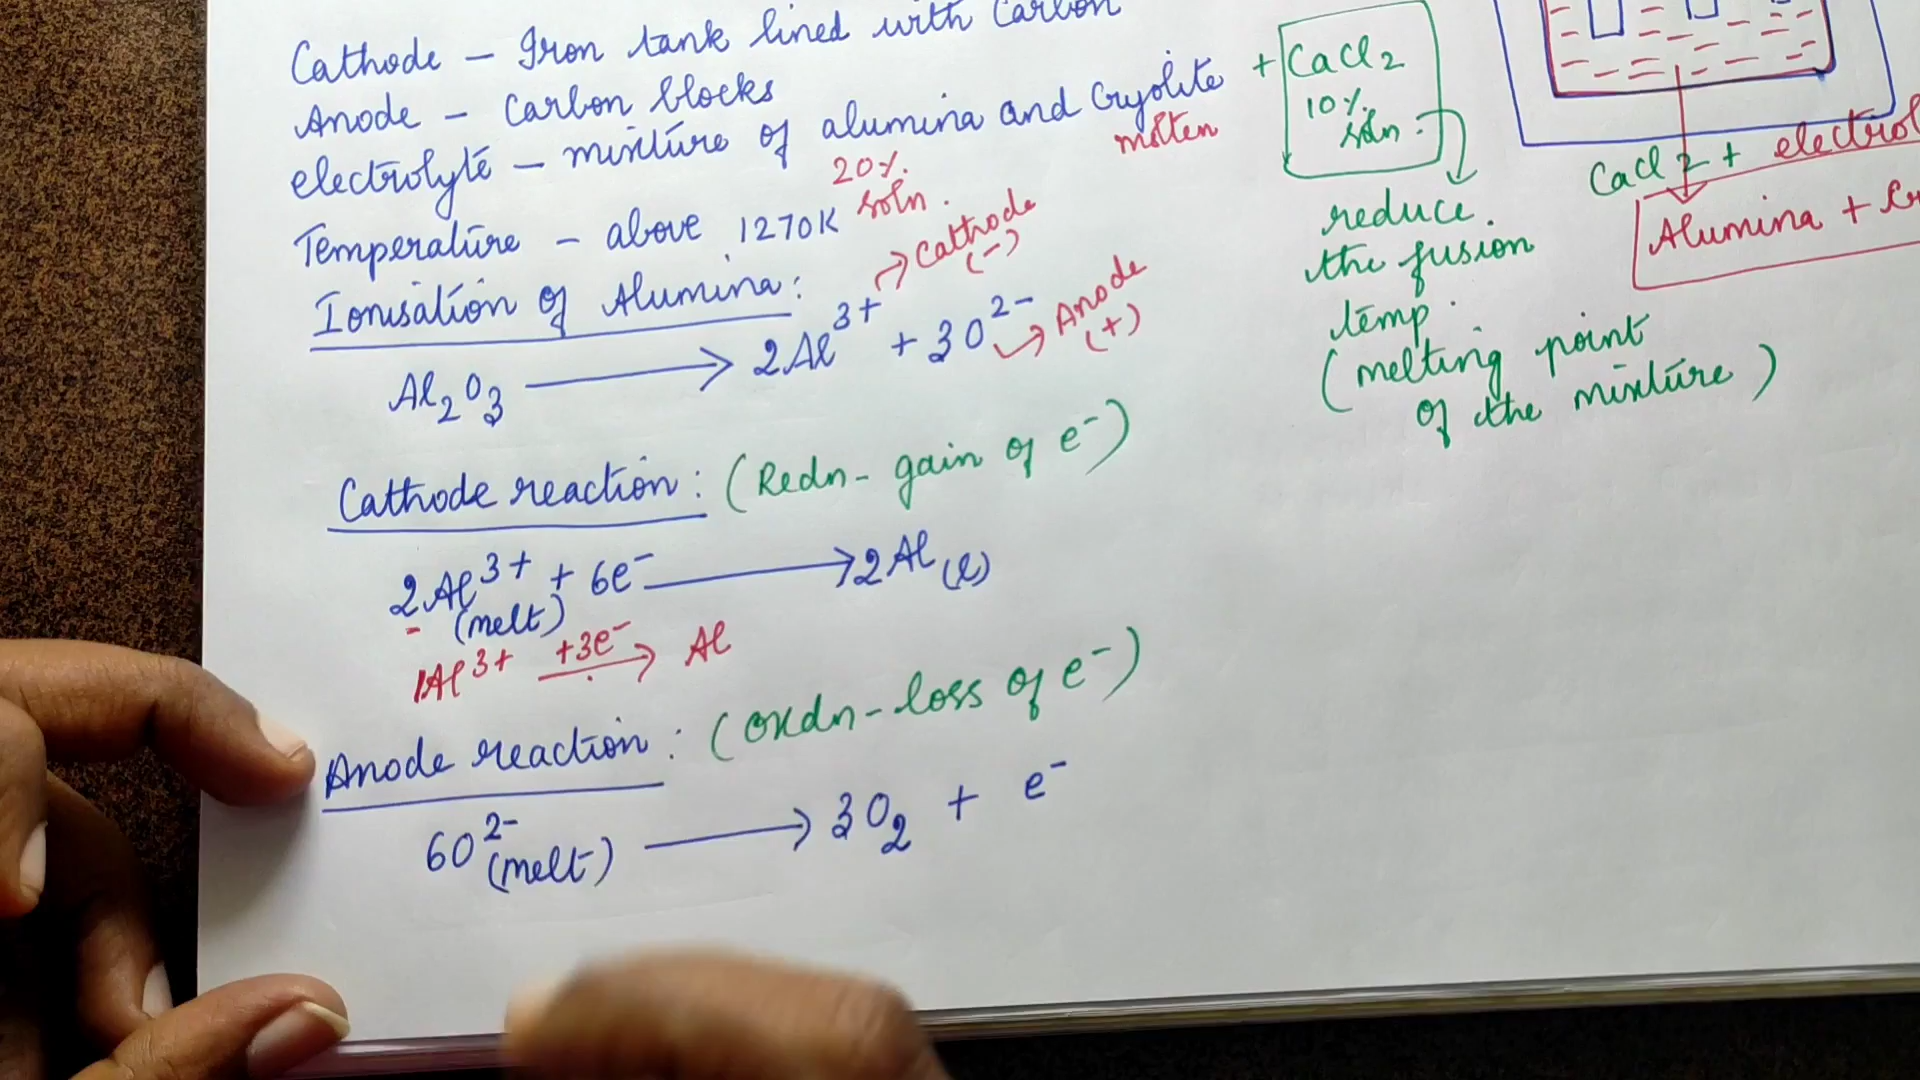 Cathode - Iron tank lined with Carbon
Anode - Carbon blocks
electrolyte - mixture of alumina and Cryolite + CaCl2
20%
soln.
molten
10%
soln.
Temperature - above 1270K
reduce
the fusion
temp.
(melting point
of the mixture)
CaCl2 + electrol
Alumina + Cr
Ionisation of Alumina:
Al2O3 → 2Al3+ + 3O2-
Cathode
(-)
Anode
(+)
Cathode reaction: (Redn- gain of e-)
2Al3+ + 6e- → 2Al(l)
(melt)
1Al3+ +3e- → Al
Anode reaction: (Oxdn- loss of e-)
6O2- (melt) → 3O2 + e-